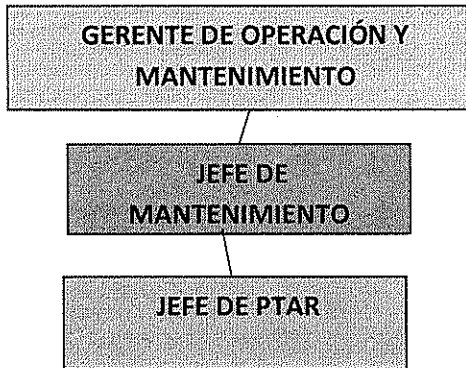 GERENTE DE OPERACIÓN Y
MANTENIMIENTO
JEFE DE
MANTENIMIENTO
JEFE DE PTAR